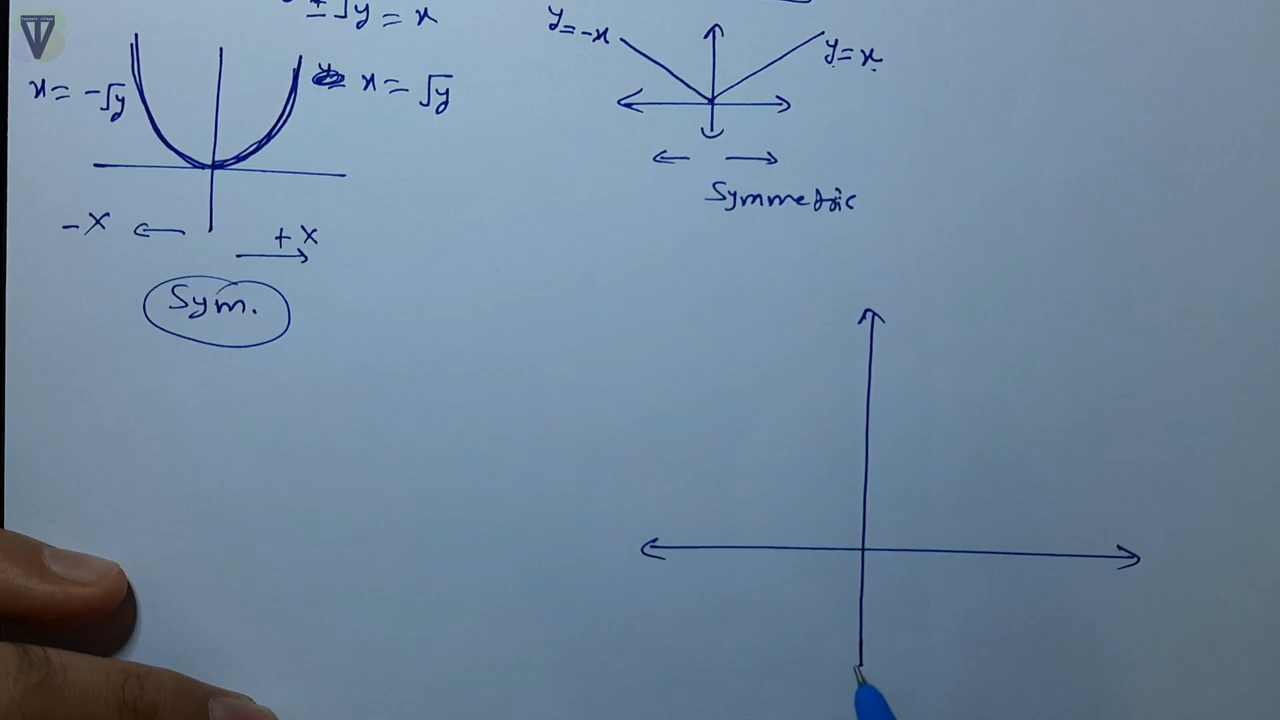 ± √y = x
x = -√y
x = √y
-X
+X
Sym.
y = -x
y = x
Symmetric